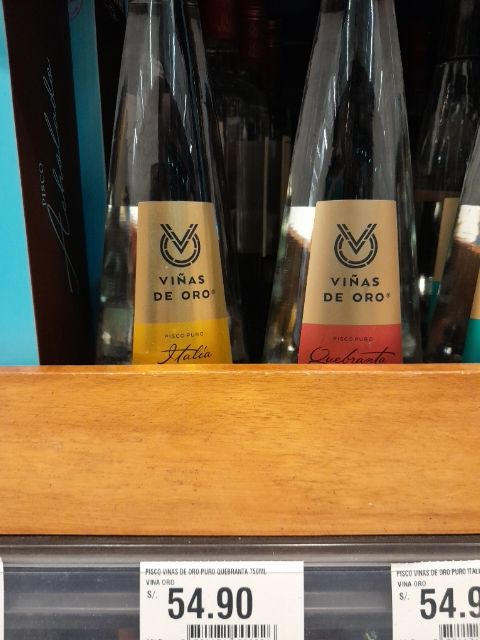 PISCO
VIÑAS
DE ORO®
PISCO PURO
Italia
VIÑAS
DE ORO®
PISCO PURO
Quebranta
PISCO VINAS DE ORO PURO QUEBRANTA 750ML
VINA ORO
S/. 54.90
PISCO VINAS DE ORO PURO ITAL
VINA ORO
S/. 54.9